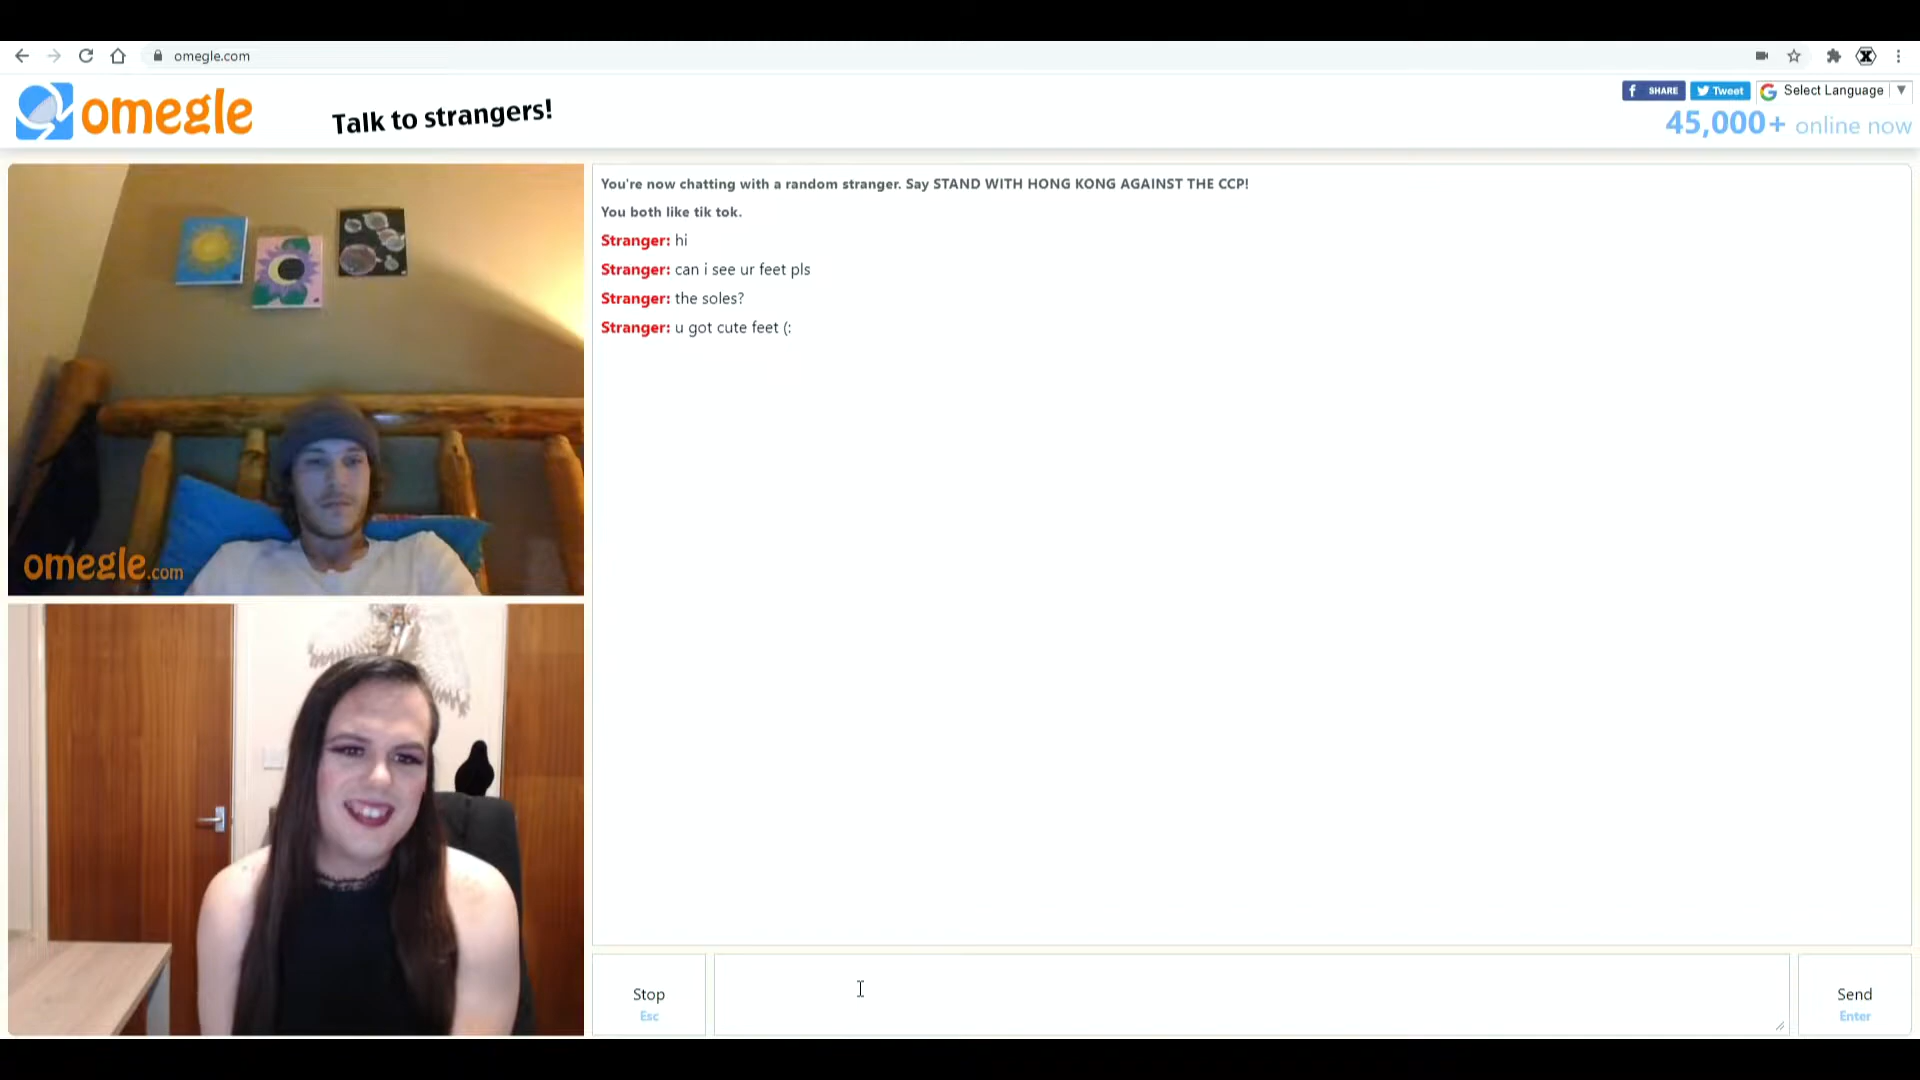 omegle.com
omegle
Talk to strangers!
SHARE
Tweet
Select Language
45,000+ online now
You're now chatting with a random stranger. Say STAND WITH HONG KONG AGAINST THE CCP!
You both like tik tok.
Stranger: hi
Stranger: can i see ur feet pls
Stranger: the soles?
Stranger: u got cute feet (:
omegle.com
Stop
Esc
Send
Enter